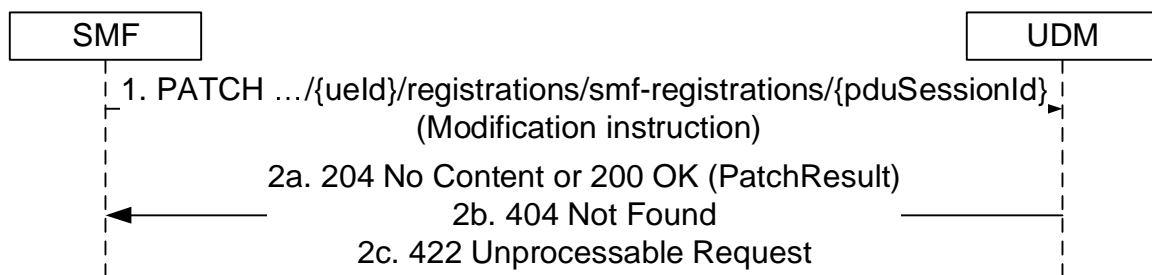 SMF
UDM
1. PATCH …/{ueId}/registrations/smf-registrations/{pduSessionId}
(Modification instruction)
2a. 204 No Content or 200 OK (PatchResult)
2b. 404 Not Found
2c. 422 Unprocessable Request